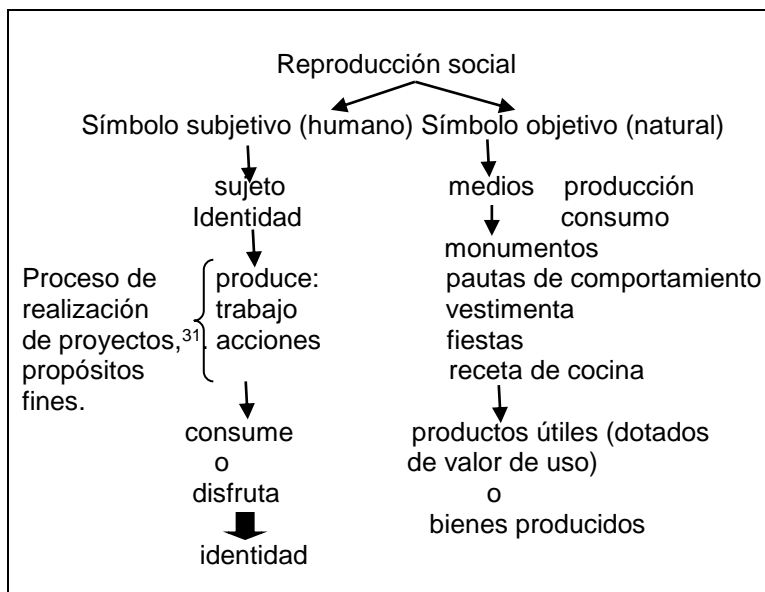 Reproducción social
Símbolo subjetivo (humano) Símbolo objetivo (natural)
sujeto
Identidad
Proceso de
realización
de proyectos,³¹.
propósitos
fines.
produce:
trabajo
acciones
consume
o
disfruta
identidad
medios producción
consumo
monumentos
pautas de comportamiento
vestimenta
fiestas
receta de cocina
productos útiles (dotados
de valor de uso)
o
bienes producidos